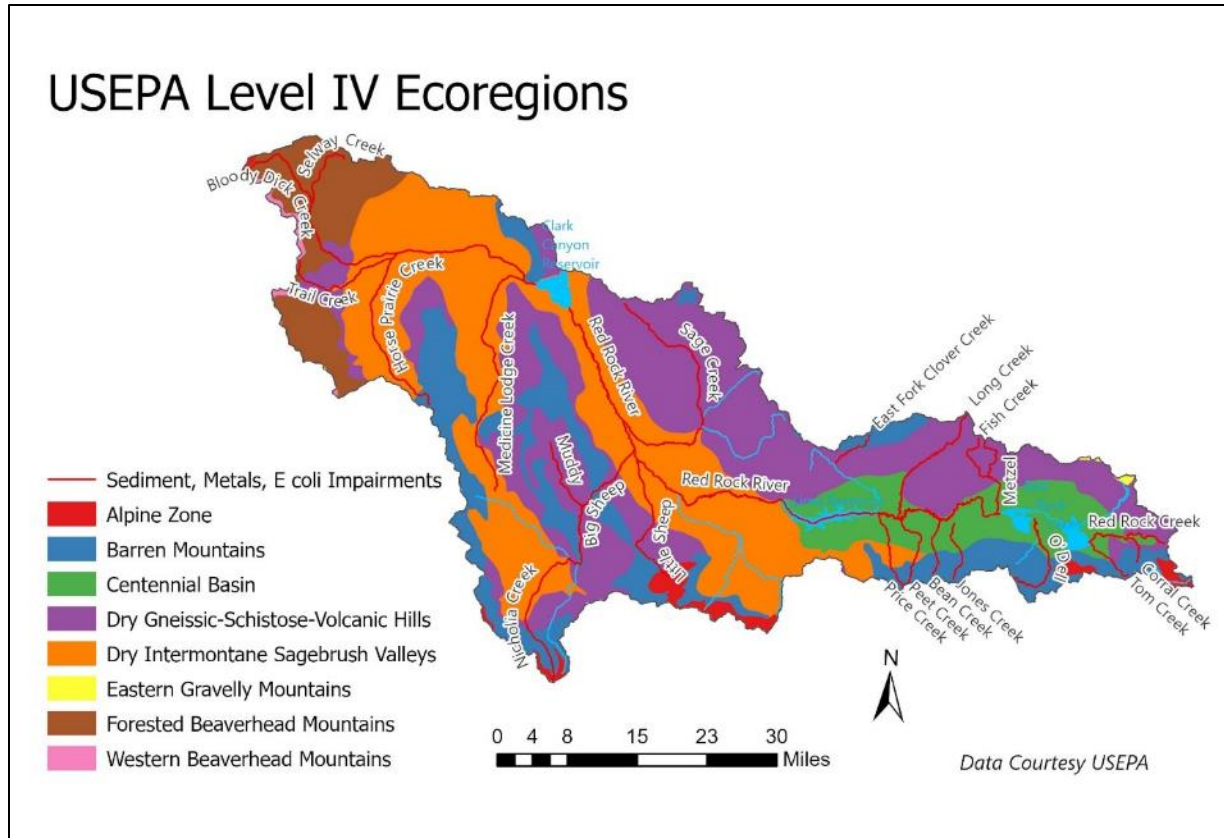 USEPA Level IV Ecoregions
Selway Creek
Bloody Dick Creek
Clark
Canyon
Reservoir
Trail Creek
Horse Prairie Creek
Medicine Lodge Creek
Red Rock River
Sage Creek
East Fork Clover Creek
Long Creek
Fish Creek
Muddy
Big Sheep
Little Sheep
Red Rock River
Metzel
Red Rock Creek
O'Dell
Nicholia Creek
Price Creek
Peet Creek
Bean Creek
Jones Creek
Tom Creek
Corral Creek
Sediment, Metals, E coli Impairments
Alpine Zone
Barren Mountains
Centennial Basin
Dry Gneissic-Schistose-Volcanic Hills
Dry Intermontane Sagebrush Valleys
Eastern Gravelly Mountains
Forested Beaverhead Mountains
Western Beaverhead Mountains
N
0 4 8 15 23 30
Miles
Data Courtesy USEPA